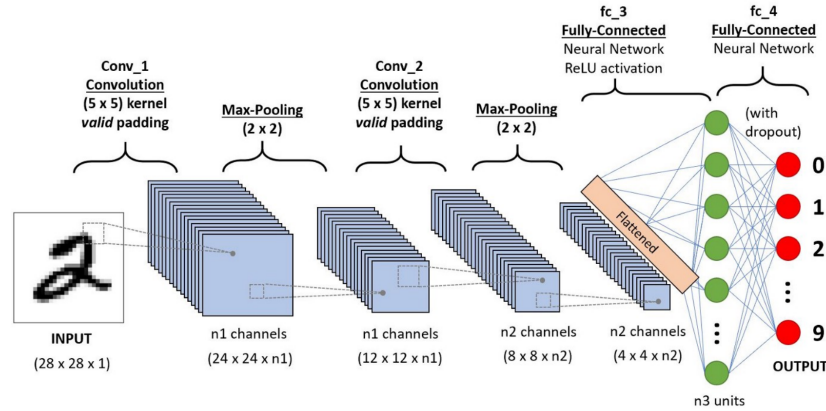 fc_3
Fully-Connected
Neural Network
ReLU activation
fc_4
Fully-Connected
Neural Network
Conv_1
Convolution
(5 x 5) kernel
valid padding
Max-Pooling
(2 x 2)
Conv_2
Convolution
(5 x 5) kernel
valid padding
Max-Pooling
(2 x 2)
(with
dropout)
Flattened
0
1
2
9
OUTPUT
INPUT
(28 x 28 x 1)
n1 channels
(24 x 24 x n1)
n1 channels
(12 x 12 x n1)
n2 channels
(8 x 8 x n2)
n2 channels
(4 x 4 x n2)
n3 units
2